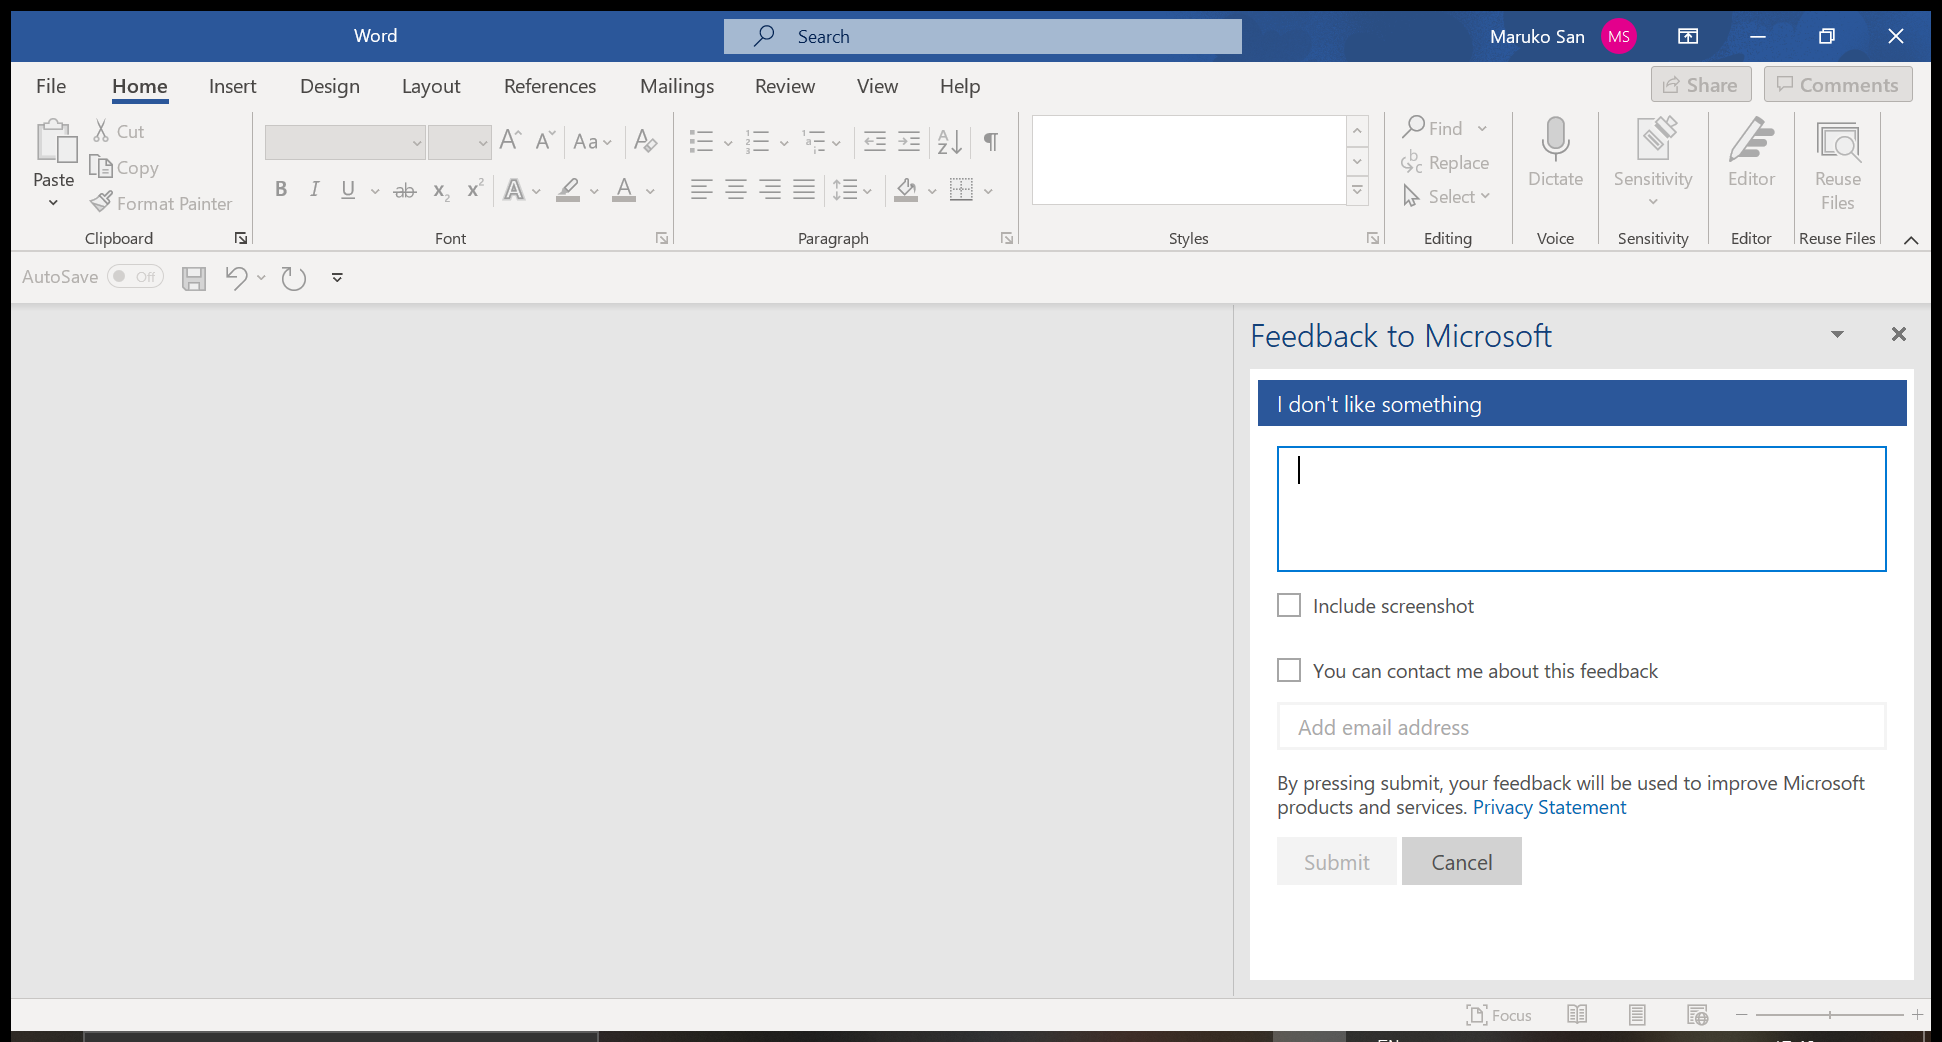 Word
Search
Maruko San
MS
File
Home
Insert
Design
Layout
References
Mailings
Review
View
Help
Share
Comments
Paste
Cut
Copy
Format Painter
Clipboard
Aa
B
I
U
ab
Font
Paragraph
Styles
Find
Replace
Select
Editing
Dictate
Voice
Sensitivity
Sensitivity
Editor
Editor
Reuse
Files
Reuse Files
AutoSave
Off
Feedback to Microsoft
I don't like something
Include screenshot
You can contact me about this feedback
Add email address
By pressing submit, your feedback will be used to improve Microsoft
products and services. Privacy Statement
Submit
Cancel
Focus